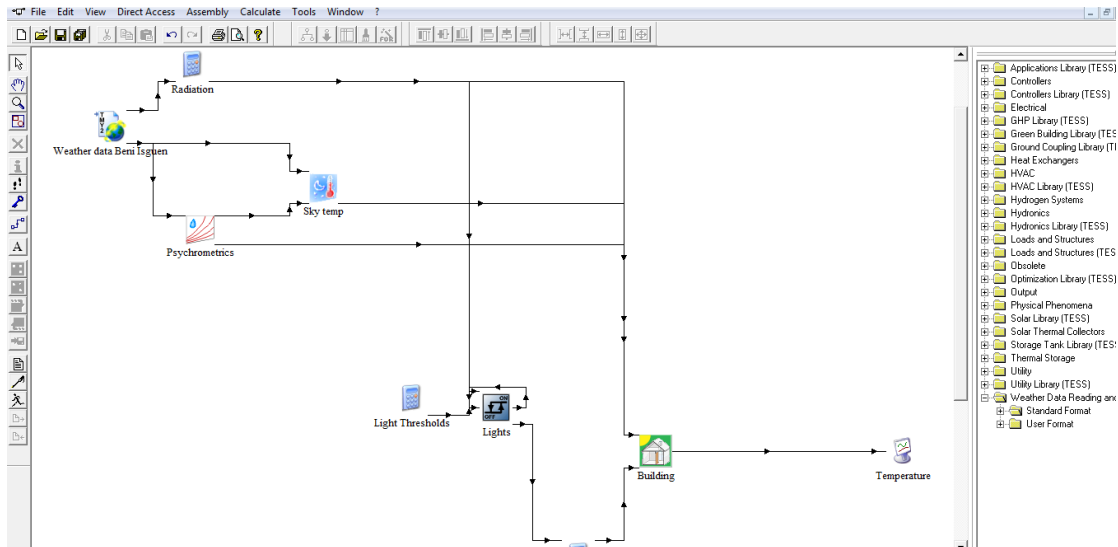 File Edit View Direct Access Assembly Calculate Tools Window ?
Radiation
Weather data Beni Isguen
Sky temp
Psychrometrics
Light Thresholds
Lights
Building
Temperature
Applications Library (TESS)
Controllers
Controllers Library (TESS)
Electrical
GHP Library (TESS)
Green Building Library (TES
Ground Coupling Library (TI
Heat Exchangers
HVAC
HVAC Library (TESS)
Hydrogen Systems
Hydronics
Hydronics Library (TESS)
Loads and Structures
Loads and Structures (TES
Obsolete
Optimization Library (TESS)
Output
Physical Phenomena
Solar Library (TESS)
Solar Thermal Collectors
Storage Tank Library (TES
Thermal Storage
Utility
Utility Library (TESS)
Weather Data Reading and
Standard Format
User Format